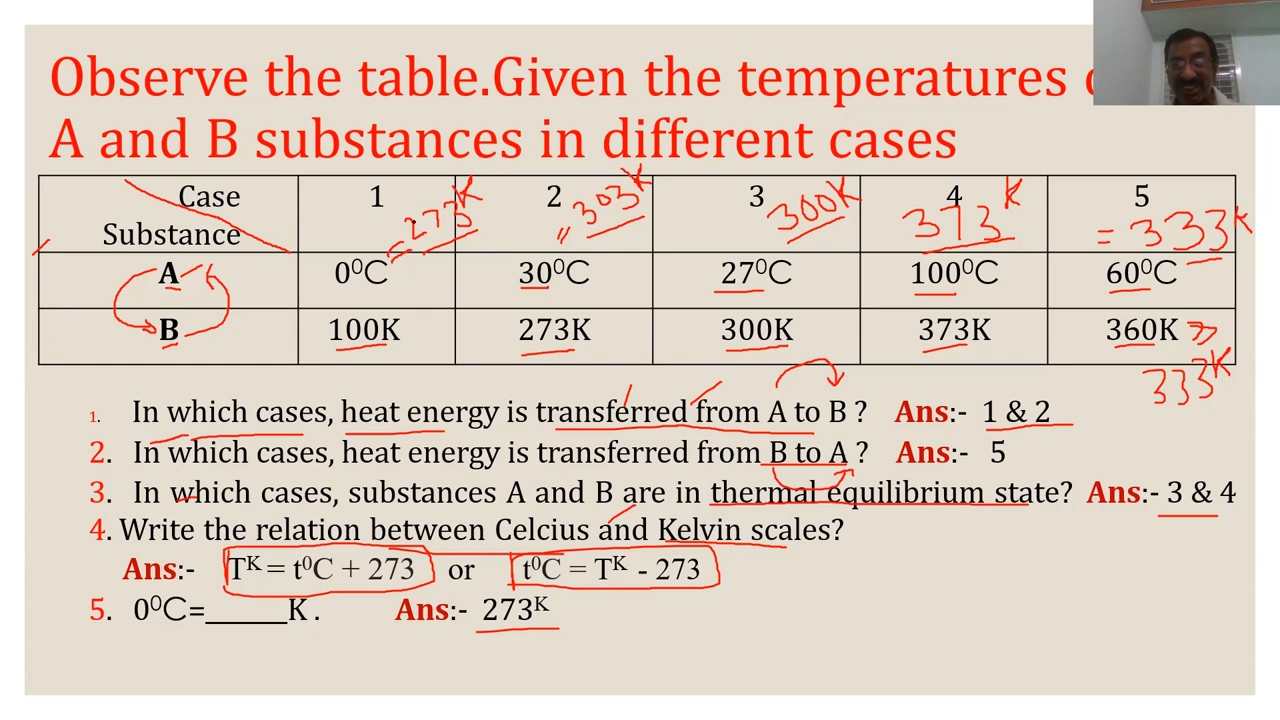 Observe the table.Given the temperatures
A and B substances in different cases
Case 1 2 3 4 5
Substance
=273K =303K 300K 373K =333K
A 0⁰C 30⁰C 27⁰C 100⁰C 60⁰C
B 100K 273K 300K 373K 360K >>
333K
1. In which cases, heat energy is transferred from A to B ? Ans:- 1 & 2
2. In which cases, heat energy is transferred from B to A ? Ans:- 5
3. In which cases, substances A and B are in thermal equilibrium state? Ans:- 3 & 4
4. Write the relation between Celcius and Kelvin scales?
Ans:- Tᴷ = t⁰C + 273 or t⁰C = Tᴷ - 273
5. 0⁰C=______K . Ans:- 273ᴷ